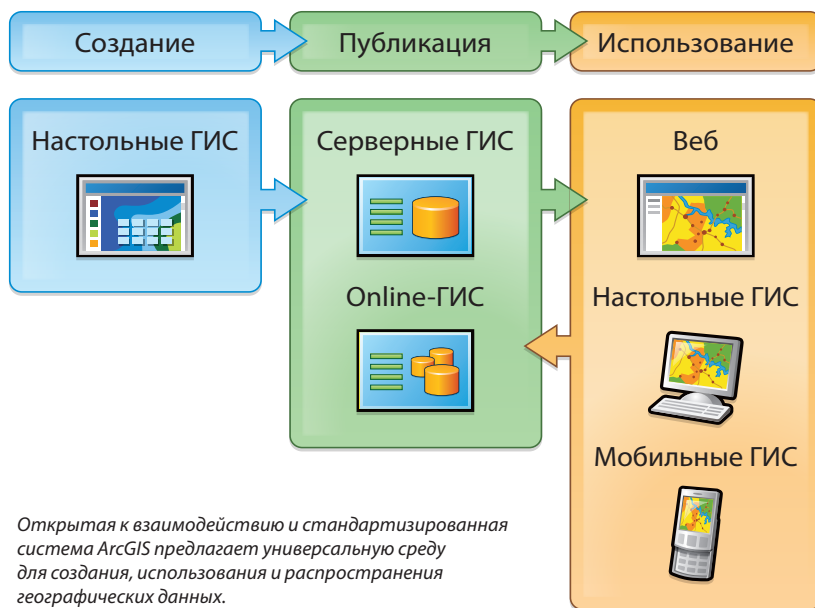 Создание
Публикация
Использование
Настольные ГИС
Серверные ГИС
Online-ГИС
Веб
Настольные ГИС
Мобильные ГИС
Открытая к взаимодействию и стандартизированная
система ArcGIS предлагает универсальную среду
для создания, использования и распространения
географических данных.